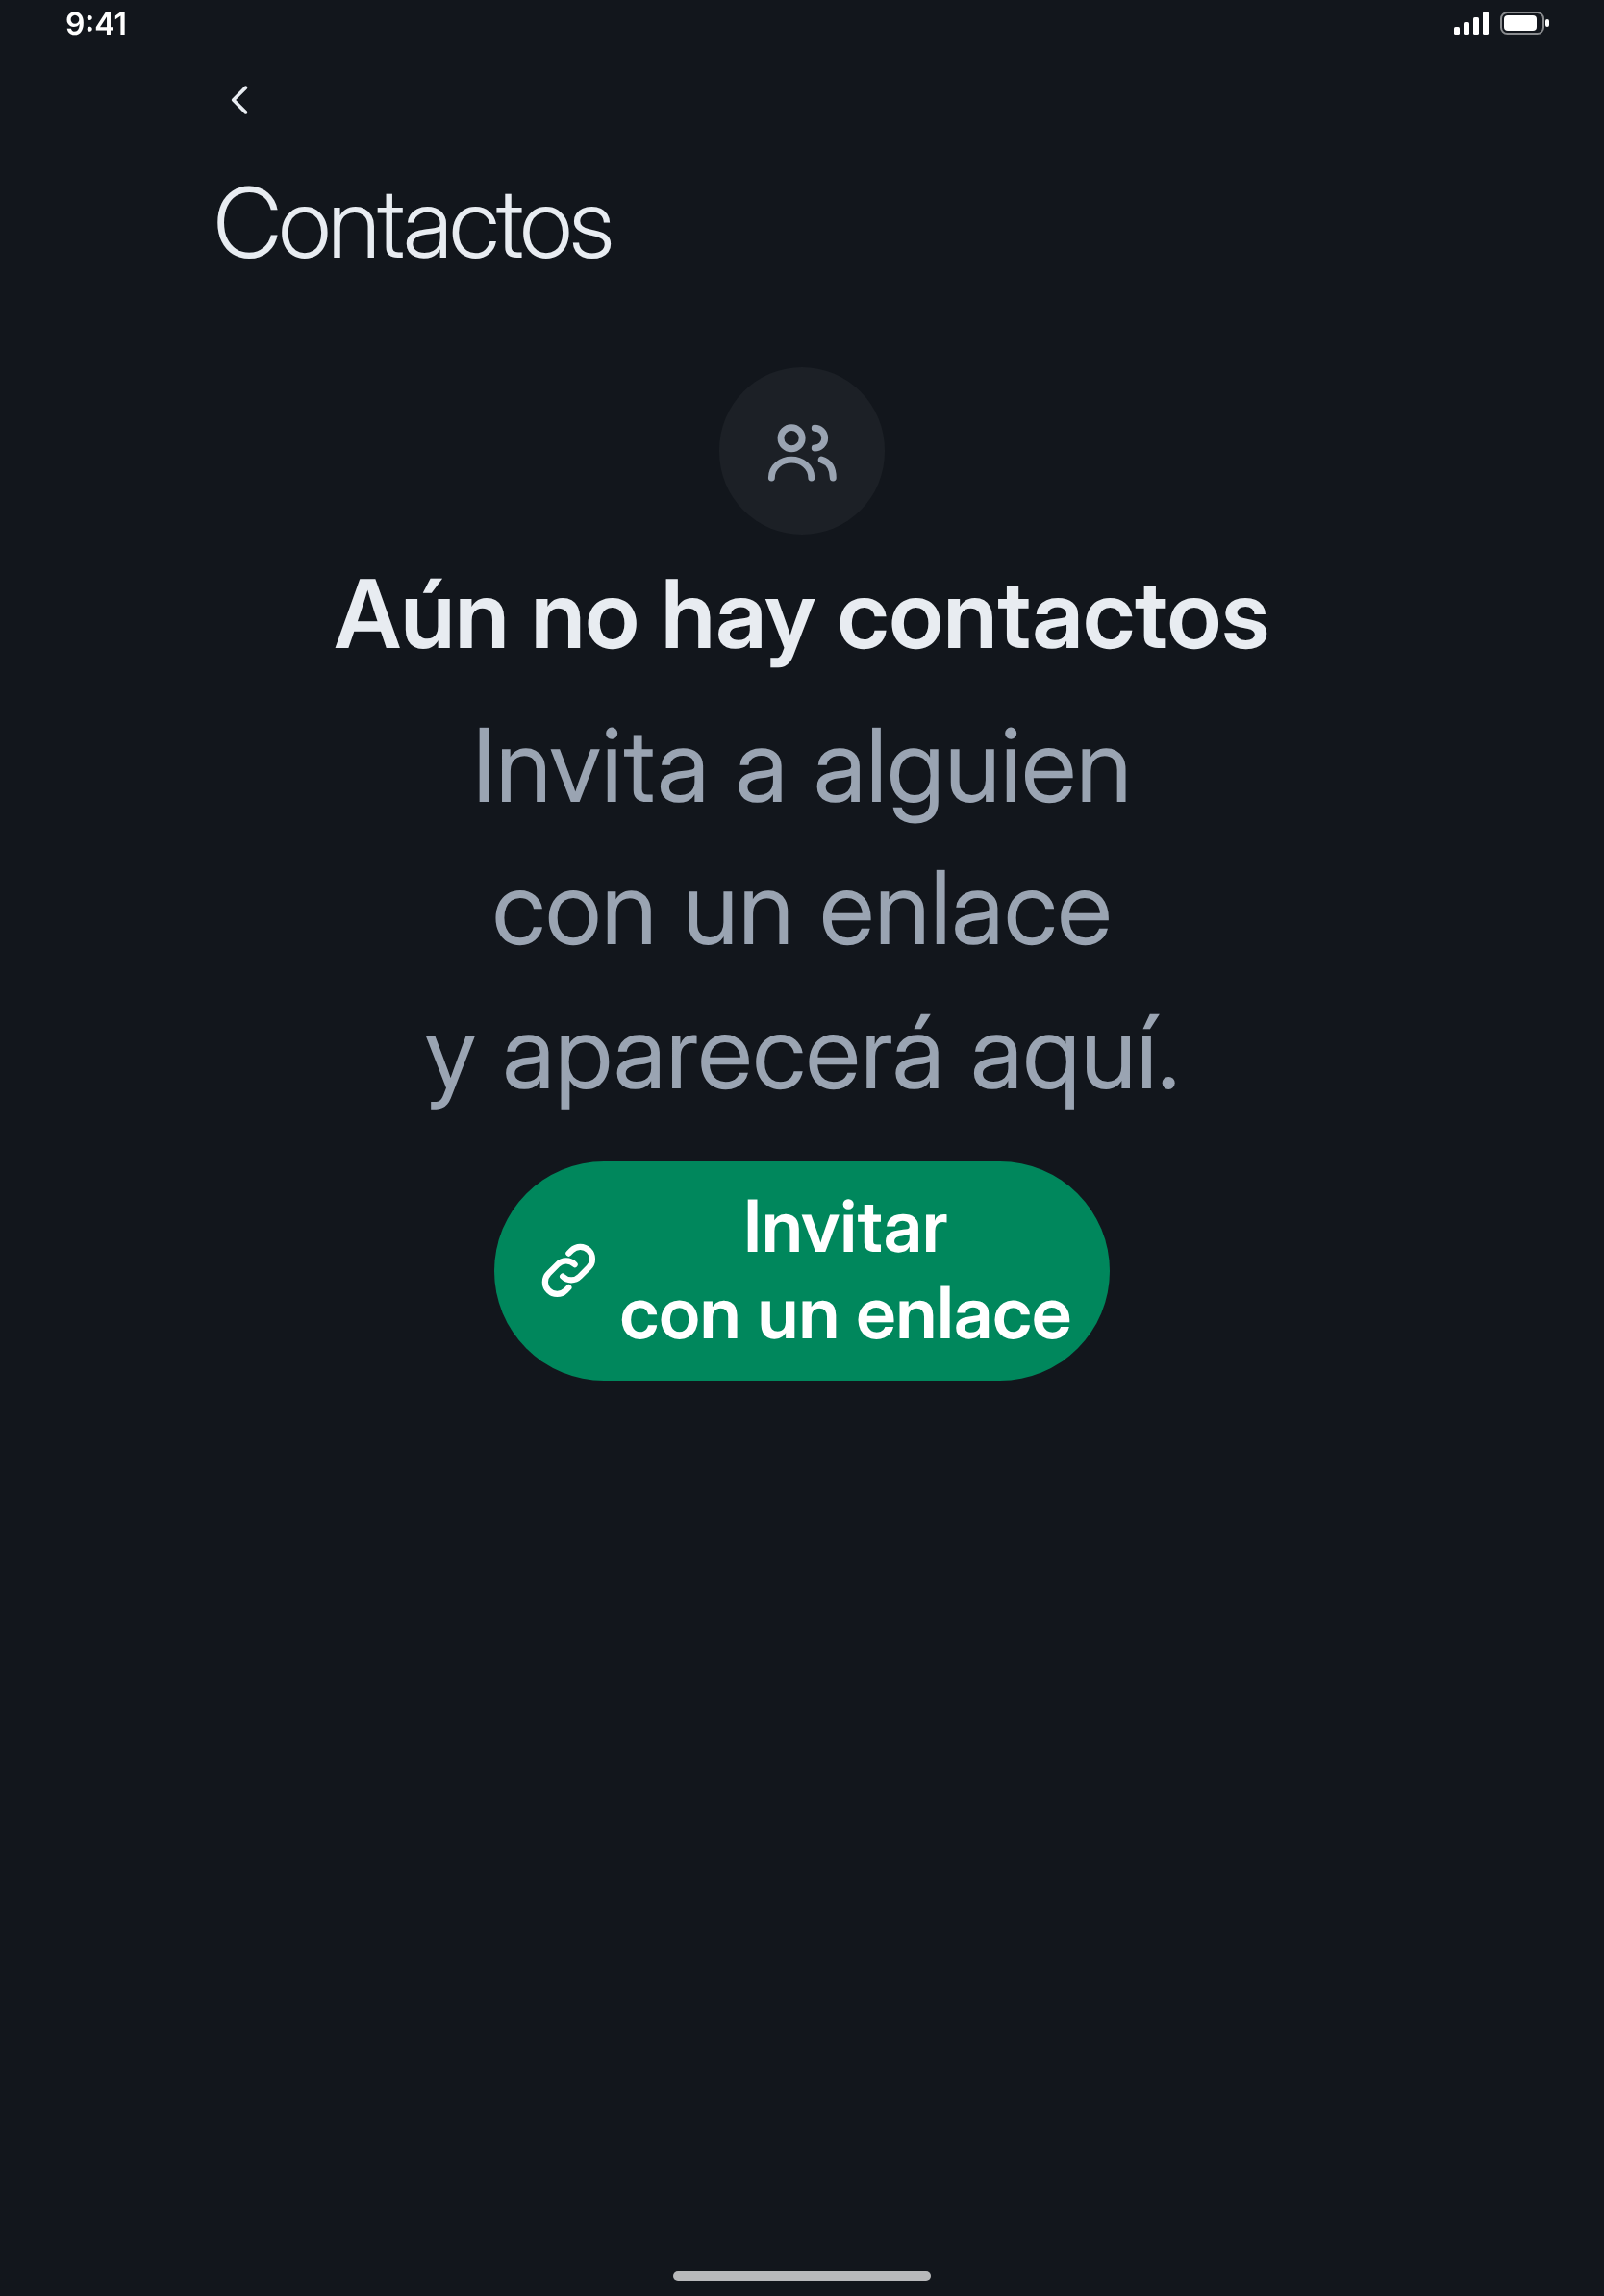 9:41
Contactos
Aún no hay contactos
Invita a alguien
con un enlace
y aparecerá aquí.
Invitar
con un enlace